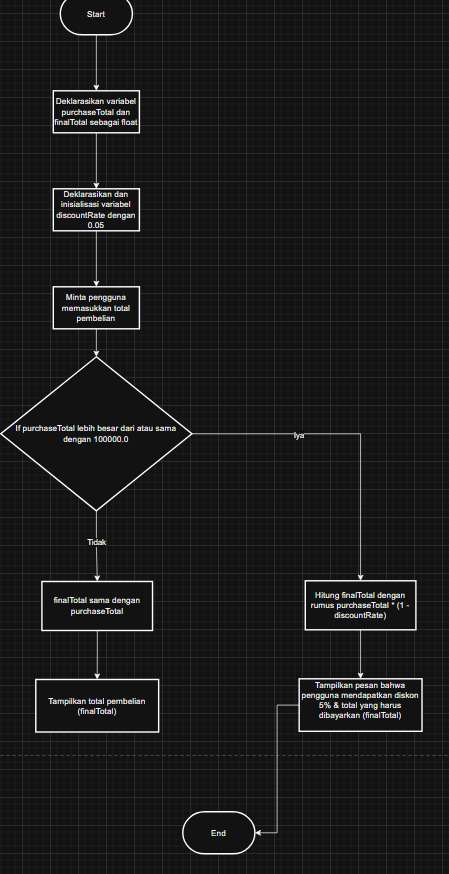 Start
Deklarasikan variabel
purchaseTotal dan
finalTotal sebagai float
Deklarasikan dan
inisialisasi variabel
discountRate dengan
0.05
Minta pengguna
memasukkan total
pembelian
If purchaseTotal lebih besar dari atau sama
dengan 100000.0
Iya
Tidak
finalTotal sama dengan
purchaseTotal
Hitung finalTotal dengan
rumus purchaseTotal * (1 -
discountRate)
Tampilkan total pembelian
(finalTotal)
Tampilkan pesan bahwa
pengguna mendapatkan diskon
5% & total yang harus
dibayarkan (finalTotal)
End